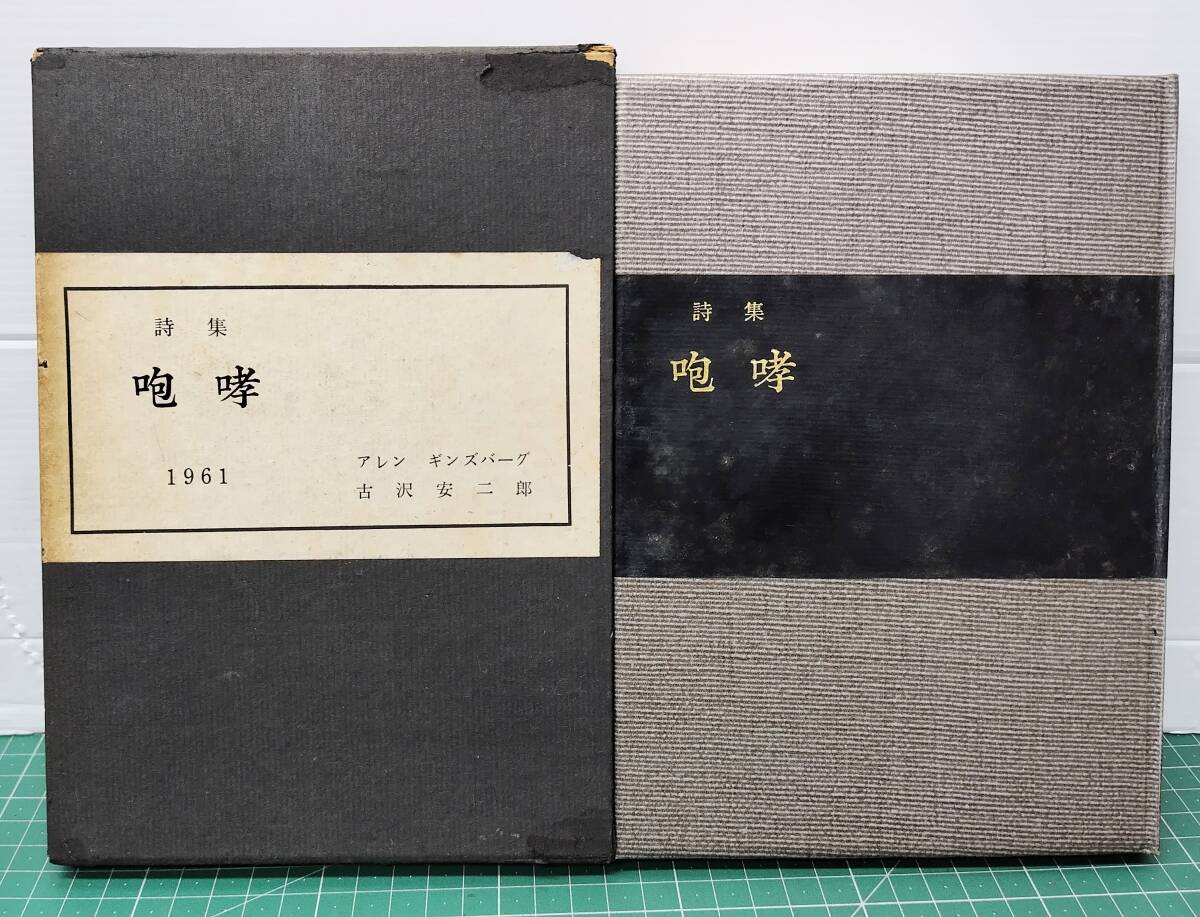 詩集
咆哮
1961
アレン ギンズバーグ
古沢安二郎
詩集
咆哮